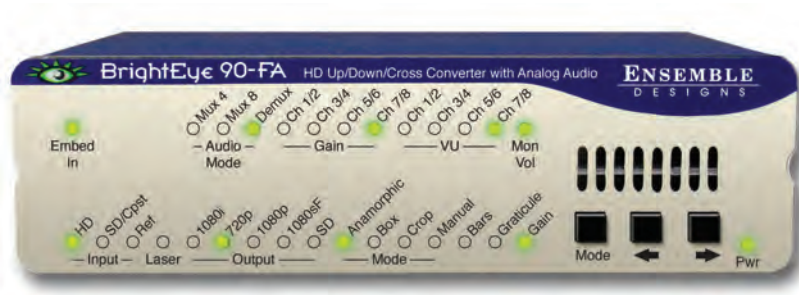 BrightEye 90-FA HD Up/Down/Cross Converter with Analog Audio
ENSEMBLE
DESIGNS
Mux 4 Mux 8 Demux Ch 1/2 Ch 3/4 Ch 5/6 Ch 7/8 Ch 1/2 Ch 3/4 Ch 5/6 Ch 7/8
Embed
In
Audio
Mode
Gain
VU
Mon
Vol
HD SD/Cpst Ref 1080i 720p 1080p 1080sF SD Anamorphic Box Crop Manual Bars Graticule Gain
Input Laser Output Mode
Mode
Pwr